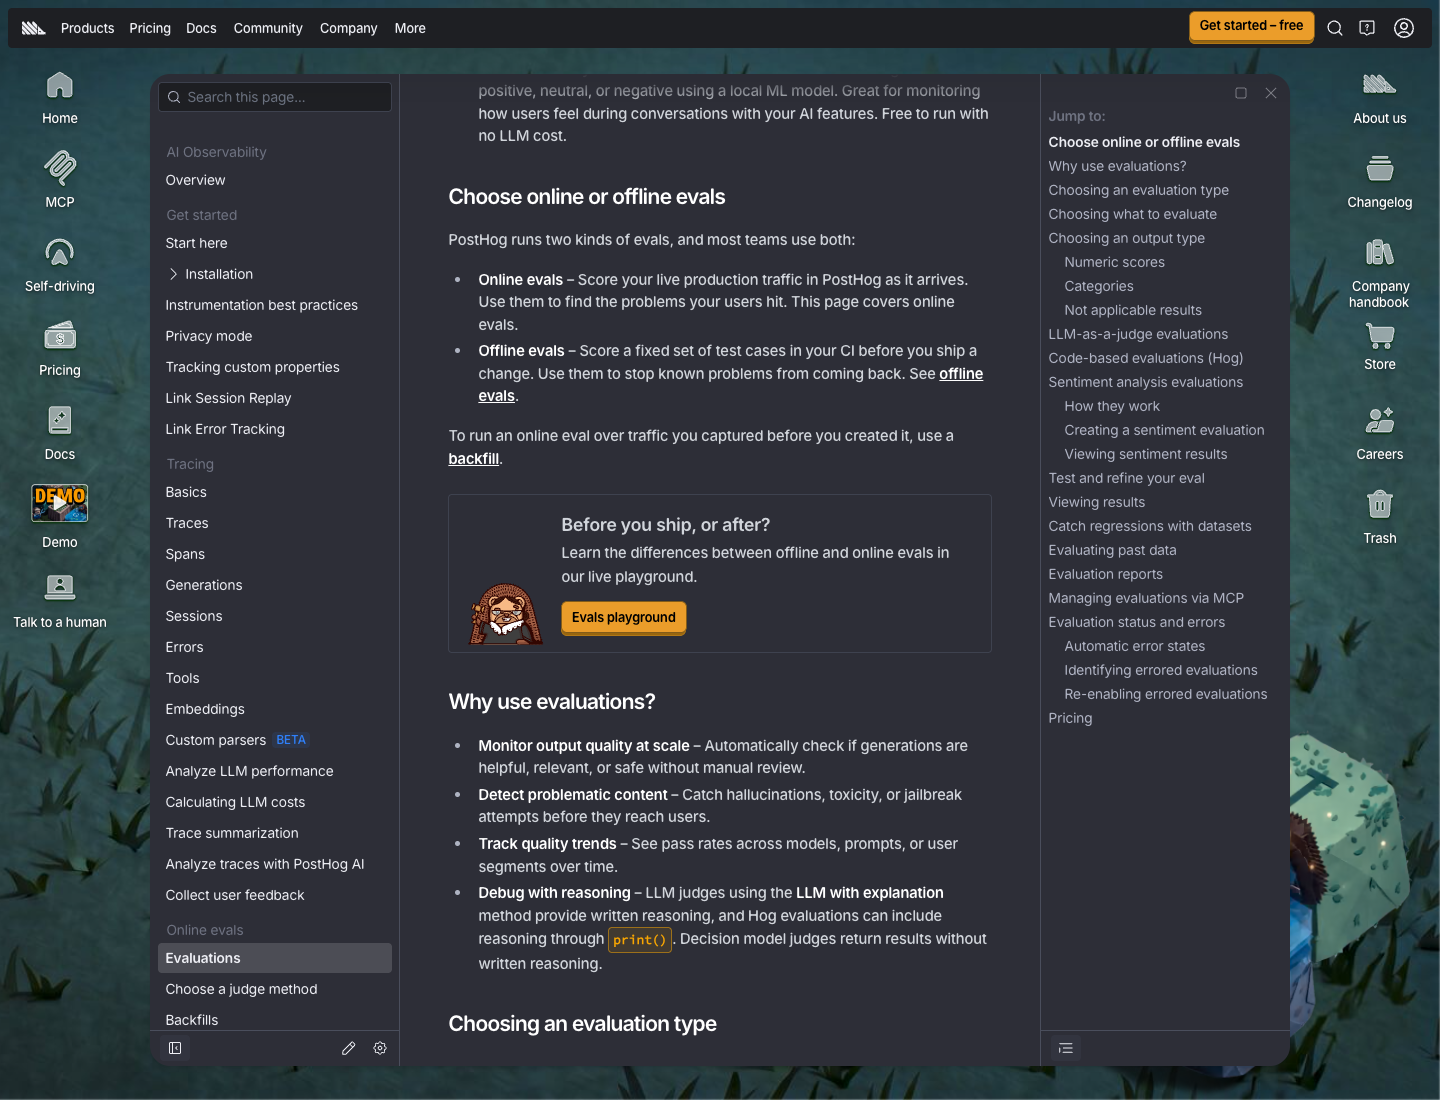 Products
Pricing
Docs
Community
Company
More
Get started – free
Home
MCP
Self-driving
Pricing
Docs
DEMO
Demo
Talk to a human
Search this page...
AI Observability
Overview
Get started
Start here
Installation
Instrumentation best practices
Privacy mode
Tracking custom properties
Link Session Replay
Link Error Tracking
Tracing
Basics
Traces
Spans
Generations
Sessions
Errors
Tools
Embeddings
Custom parsers BETA
Analyze LLM performance
Calculating LLM costs
Trace summarization
Analyze traces with PostHog AI
Collect user feedback
Online evals
Evaluations
Choose a judge method
Backfills
positive, neutral, or negative using a local ML model. Great for monitoring
how users feel during conversations with your AI features. Free to run with
no LLM cost.
Choose online or offline evals
PostHog runs two kinds of evals, and most teams use both:
• Online evals – Score your live production traffic in PostHog as it arrives.
Use them to find the problems your users hit. This page covers online
evals.
• Offline evals – Score a fixed set of test cases in your CI before you ship a
change. Use them to stop known problems from coming back. See offline
evals.
To run an online eval over traffic you captured before you created it, use a
backfill.
Before you ship, or after?
Learn the differences between offline and online evals in
our live playground.
Evals playground
Why use evaluations?
• Monitor output quality at scale – Automatically check if generations are
helpful, relevant, or safe without manual review.
• Detect problematic content – Catch hallucinations, toxicity, or jailbreak
attempts before they reach users.
• Track quality trends – See pass rates across models, prompts, or user
segments over time.
• Debug with reasoning – LLM judges using the LLM with explanation
method provide written reasoning, and Hog evaluations can include
reasoning through print(). Decision model judges return results without
written reasoning.
Choosing an evaluation type
Jump to:
Choose online or offline evals
Why use evaluations?
Choosing an evaluation type
Choosing what to evaluate
Choosing an output type
Numeric scores
Categories
Not applicable results
LLM-as-a-judge evaluations
Code-based evaluations (Hog)
Sentiment analysis evaluations
How they work
Creating a sentiment evaluation
Viewing sentiment results
Test and refine your eval
Viewing results
Catch regressions with datasets
Evaluating past data
Evaluation reports
Managing evaluations via MCP
Evaluation status and errors
Automatic error states
Identifying errored evaluations
Re-enabling errored evaluations
Pricing
About us
Changelog
Company
handbook
Store
Careers
Trash